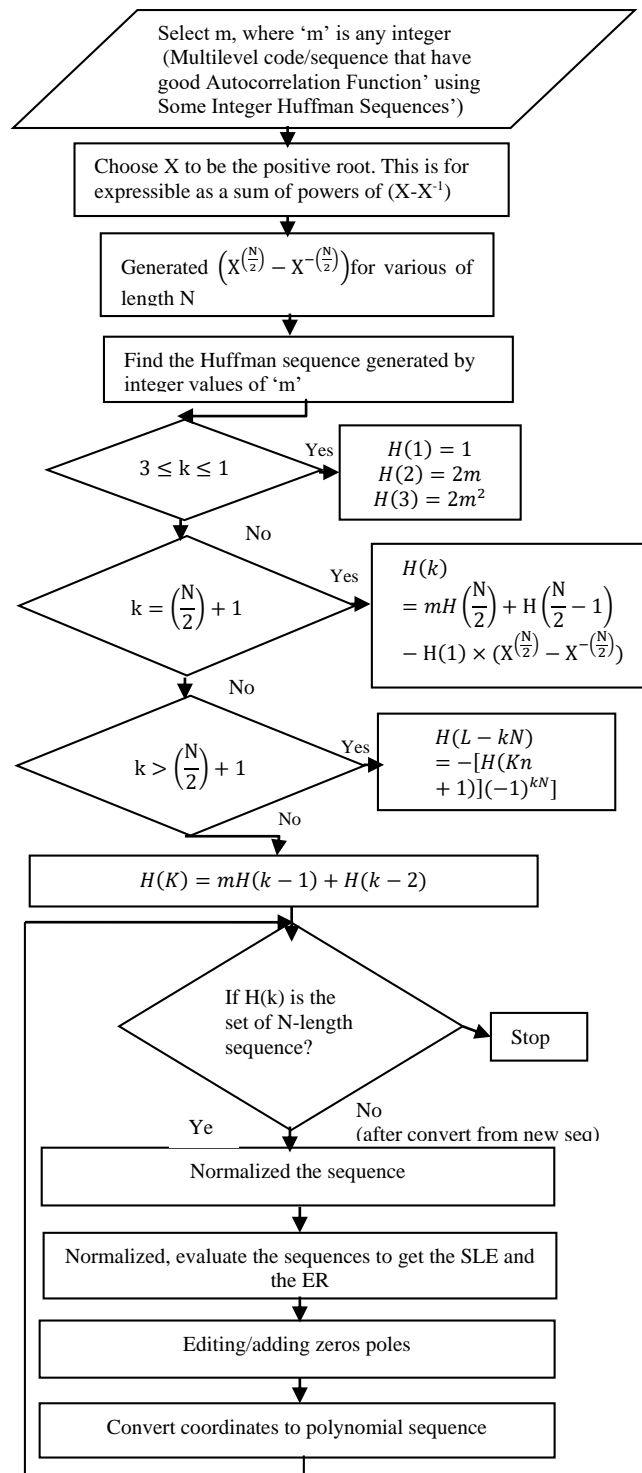 Select m, where ‘m’ is any integer
(Multilevel code/sequence that have
good Autocorrelation Function’ using
Some Integer Huffman Sequences’)
Choose X to be the positive root. This is for
expressible as a sum of powers of (X-X⁻¹)
Generated (X^(N/2) − X^−(N/2))for various of
length N
Find the Huffman sequence generated by
integer values of ‘m’
3 ≤ k ≤ 1
Yes
H(1) = 1
H(2) = 2m
H(3) = 2m²
No
k = (N/2) + 1
Yes
H(k)
= mH (N/2) + H (N/2 − 1)
− H(1) × (X^(N/2) − X^−(N/2))
No
k > (N/2) + 1
Yes
H(L − kN)
= −[H(Kn
+ 1)](−1)^kN]
No
H(K) = mH(k − 1) + H(k − 2)
If H(k) is the
set of N-length
sequence?
Stop
Ye
No
(after convert from new seq)
Normalized the sequence
Normalized, evaluate the sequences to get the SLE and
the ER
Editing/adding zeros poles
Convert coordinates to polynomial sequence